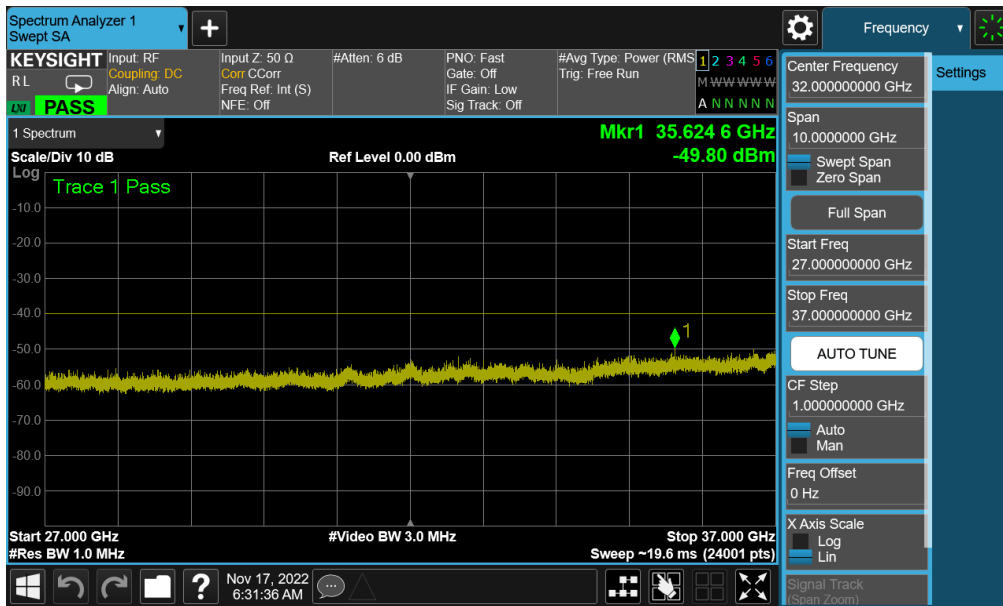 Spectrum Analyzer 1
Swept SA
Frequency
KEYSIGHT
R L
LXI PASS
Input: RF
Coupling: DC
Align: Auto
Input Z: 50 Ω
Corr CCorr
Freq Ref: Int (S)
NFE: Off
#Atten: 6 dB
PNO: Fast
Gate: Off
IF Gain: Low
Sig Track: Off
#Avg Type: Power (RMS
Trig: Free Run
1 2 3 4 5 6
M W W W W W
A N N N N N
1 Spectrum
Mkr1 35.624 6 GHz
Scale/Div 10 dB
Ref Level 0.00 dBm
-49.80 dBm
Log
Trace 1 Pass
-10.0
-20.0
-30.0
-40.0
1
-50.0
-60.0
-70.0
-80.0
-90.0
Start 27.000 GHz
#Video BW 3.0 MHz
Stop 37.000 GHz
#Res BW 1.0 MHz
Sweep ~19.6 ms (24001 pts)
?
Nov 17, 2022
6:31:36 AM
Center Frequency
32.000000000 GHz
Settings
Span
10.0000000 GHz
Swept Span
Zero Span
Full Span
Start Freq
27.000000000 GHz
Stop Freq
37.000000000 GHz
AUTO TUNE
CF Step
1.000000000 GHz
Auto
Man
Freq Offset
0 Hz
X Axis Scale
Log
Lin
Signal Track
(Span Zoom)